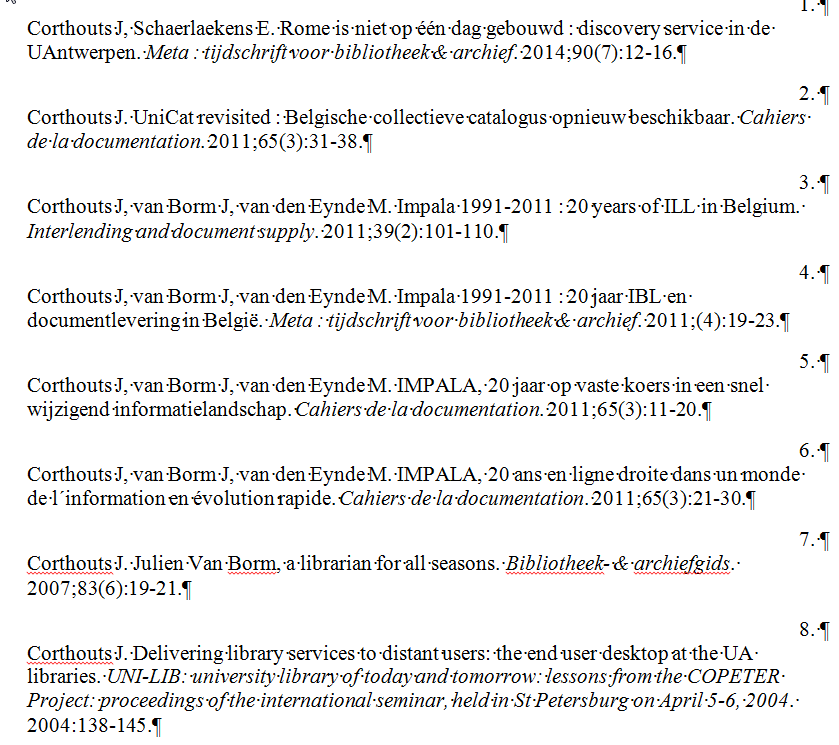 1. ¶
Corthouts J, Schaerlaekens E. Rome is niet op één dag gebouwd : discovery service in de
UAntwerpen. Meta : tijdschrift voor bibliotheek & archief. 2014;90(7):12-16.¶
2. ¶
Corthouts J. UniCat revisited : Belgische collectieve catalogus opnieuw beschikbaar. Cahiers
de la documentation. 2011;65(3):31-38.¶
3. ¶
Corthouts J, van Borm J, van den Eynde M. Impala 1991-2011 : 20 years of ILL in Belgium.
Interlending and document supply. 2011;39(2):101-110.¶
4. ¶
Corthouts J, van Borm J, van den Eynde M. Impala 1991-2011 : 20 jaar IBL en
documentlevering in België. Meta : tijdschrift voor bibliotheek & archief. 2011;(4):19-23.¶
5. ¶
Corthouts J, van Borm J, van den Eynde M. IMPALA, 20 jaar op vaste koers in een snel
wijzigend informatielandschap. Cahiers de la documentation. 2011;65(3):11-20.¶
6. ¶
Corthouts J, van Borm J, van den Eynde M. IMPALA, 20 ans en ligne droite dans un monde
de l´information en évolution rapide. Cahiers de la documentation. 2011;65(3):21-30.¶
7. ¶
Corthouts J. Julien Van Borm, a librarian for all seasons. Bibliotheek- & archiefgids.
2007;83(6):19-21.¶
8. ¶
Corthouts J. Delivering library services to distant users: the end user desktop at the UA
libraries. UNI-LIB: university library of today and tomorrow: lessons from the COPETER
Project: proceedings of the international seminar, held in St Petersburg on April 5-6, 2004.
2004:138-145.¶